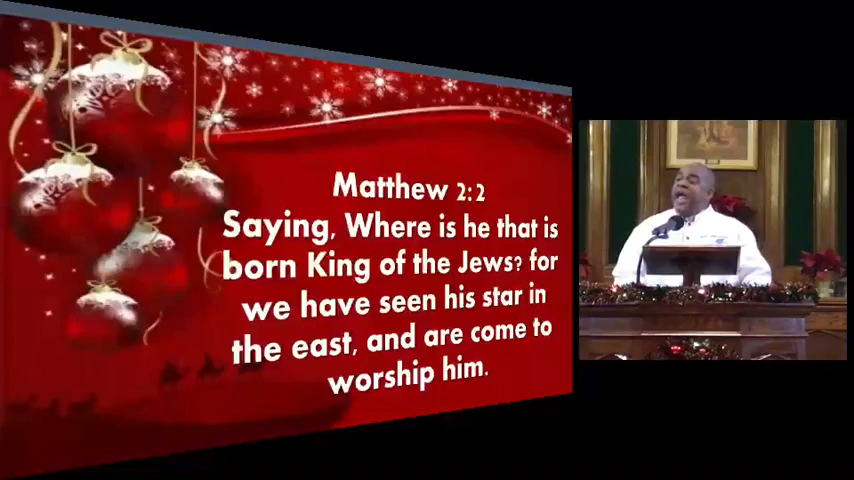 Matthew 2:2
Saying, Where is he that is
born King of the Jews? for
we have seen his star in
the east, and are come to
worship him.